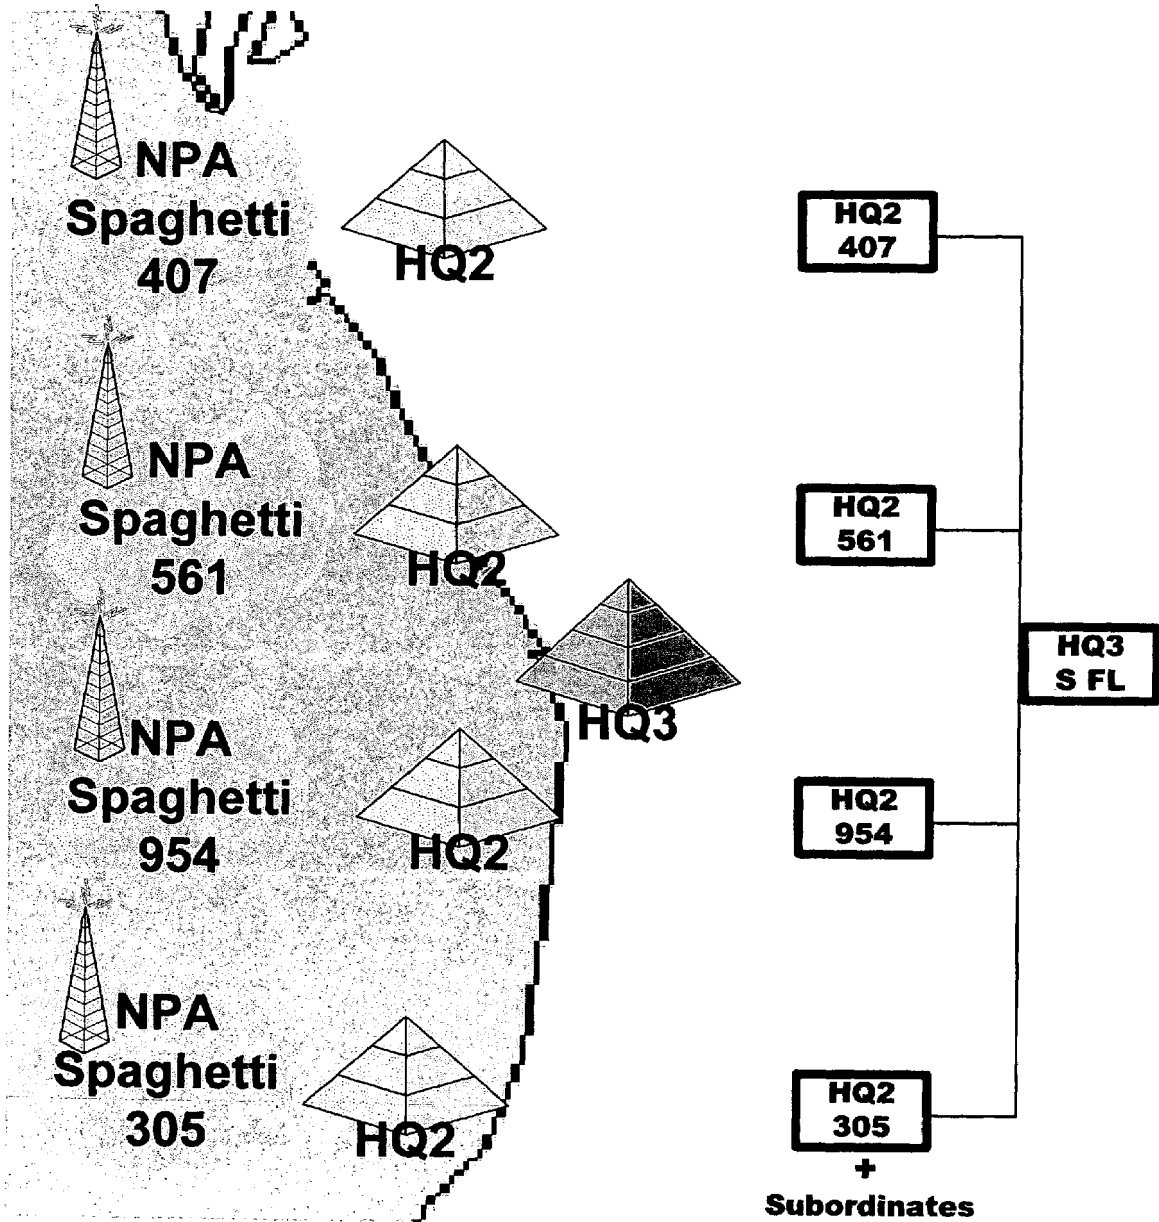 NPA
Spaghetti
407
HQ2
HQ2
407
NPA
Spaghetti
561
HQ2
HQ2
561
HQ3
HQ3
S FL
NPA
Spaghetti
954
HQ2
HQ2
954
NPA
Spaghetti
305
HQ2
HQ2
305
+
Subordinates